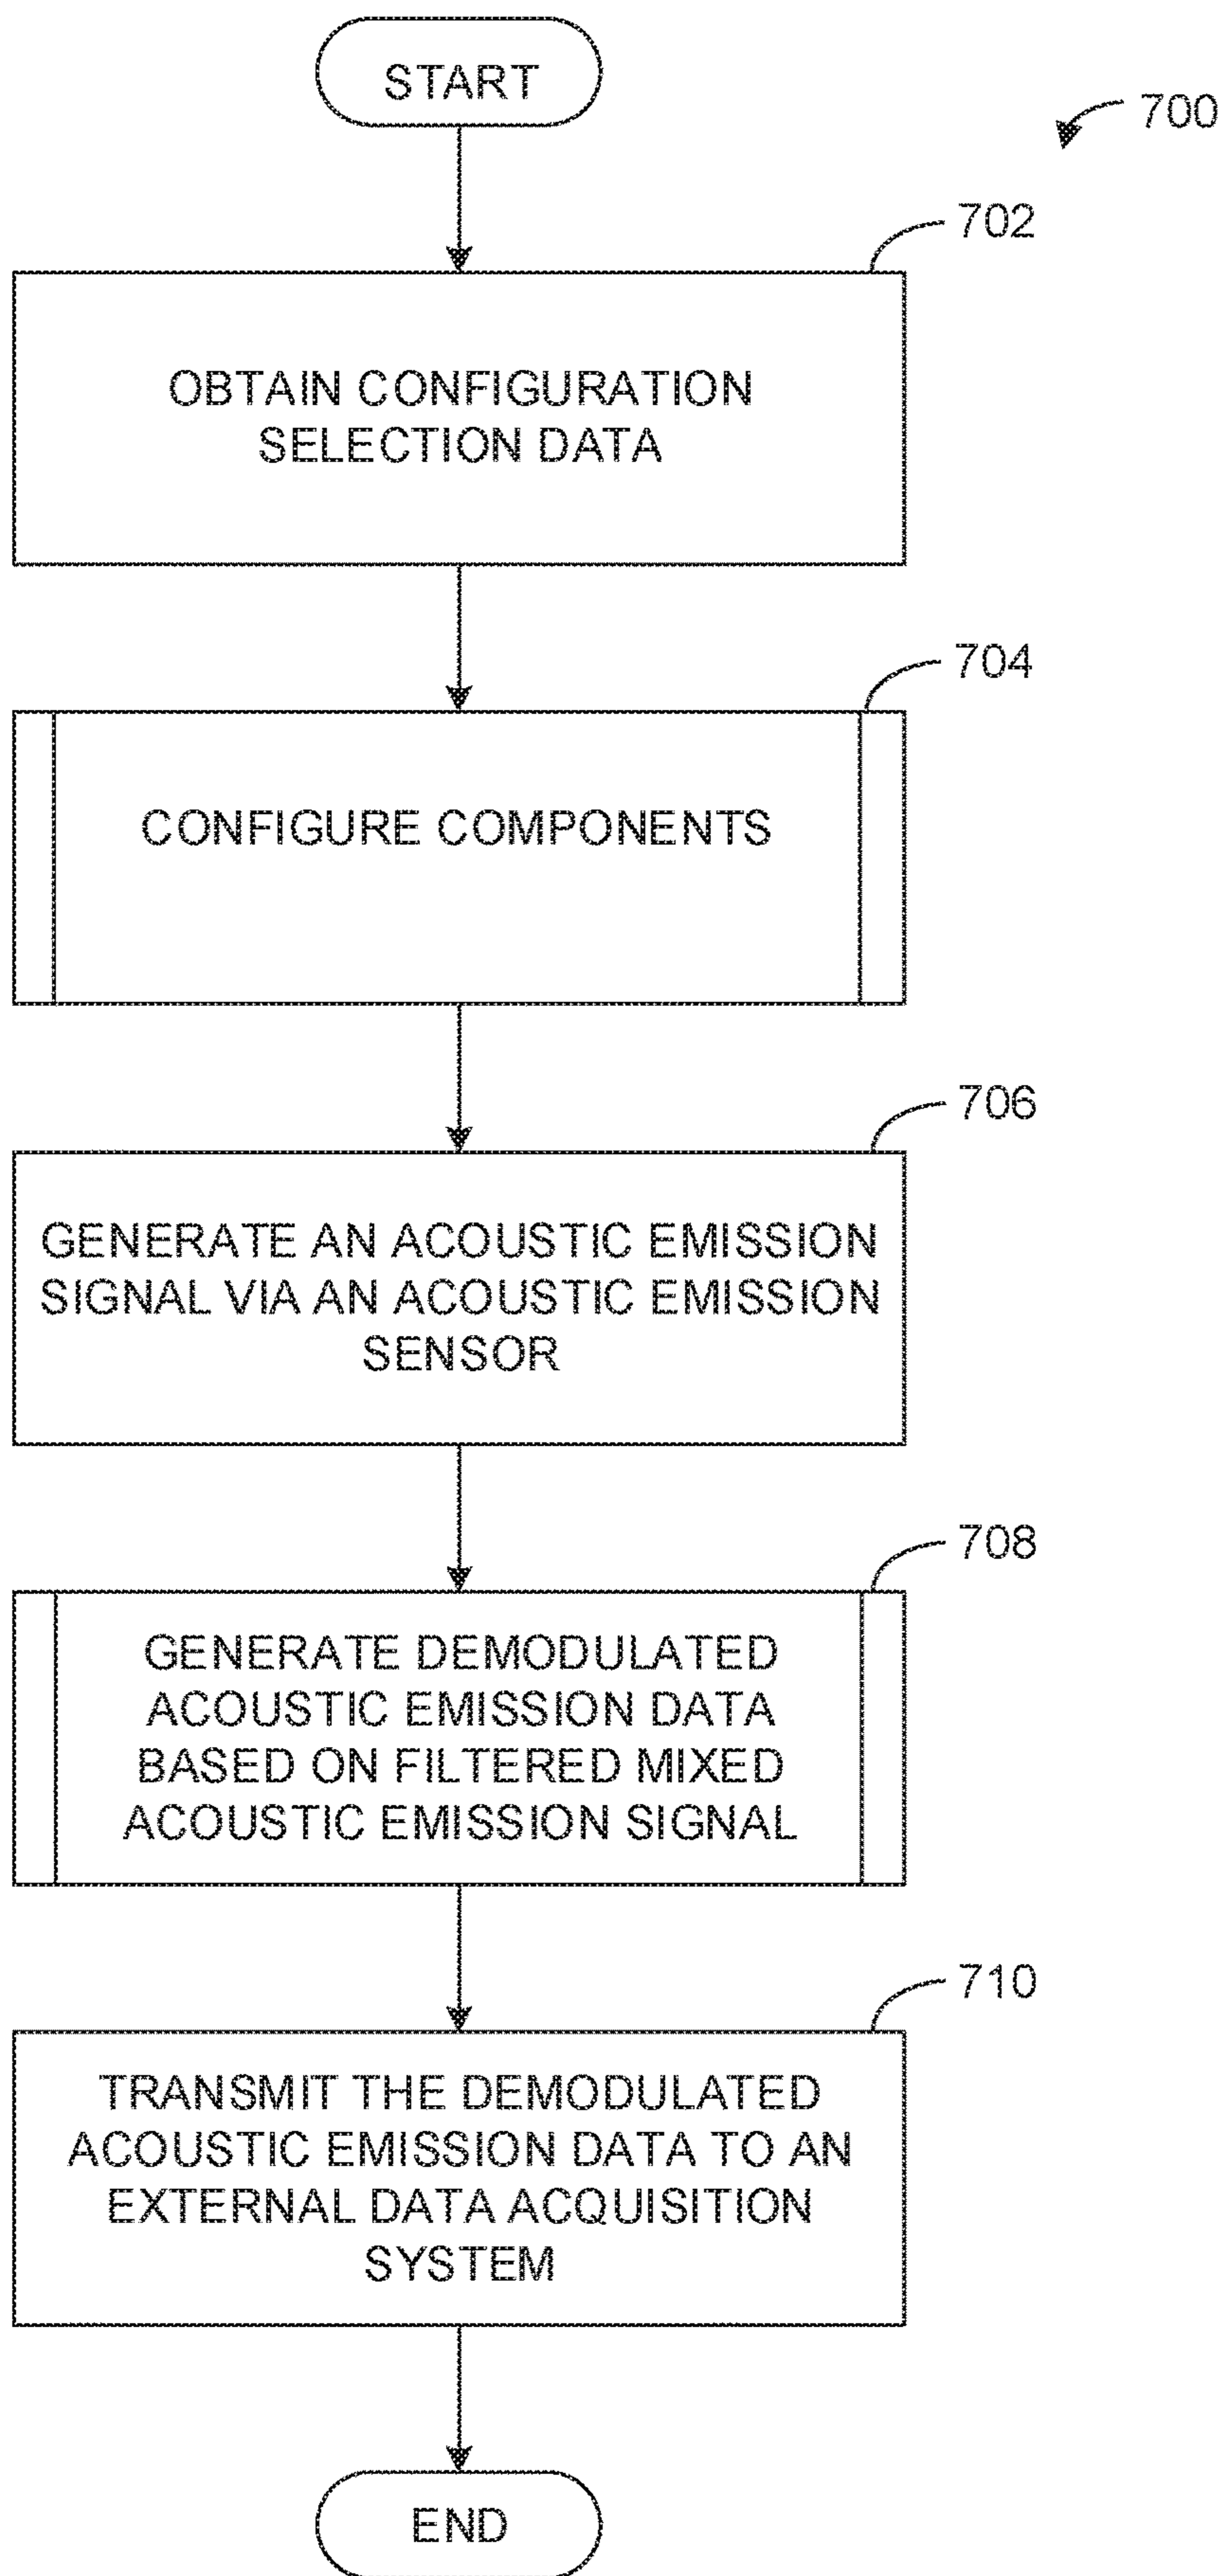 START
700
702
OBTAIN CONFIGURATION
SELECTION DATA
704
CONFIGURE COMPONENTS
706
GENERATE AN ACOUSTIC EMISSION
SIGNAL VIA AN ACOUSTIC EMISSION
SENSOR
708
GENERATE DEMODULATED
ACOUSTIC EMISSION DATA
BASED ON FILTERED MIXED
ACOUSTIC EMISSION SIGNAL
710
TRANSMIT THE DEMODULATED
ACOUSTIC EMISSION DATA TO AN
EXTERNAL DATA ACQUISITION
SYSTEM
END